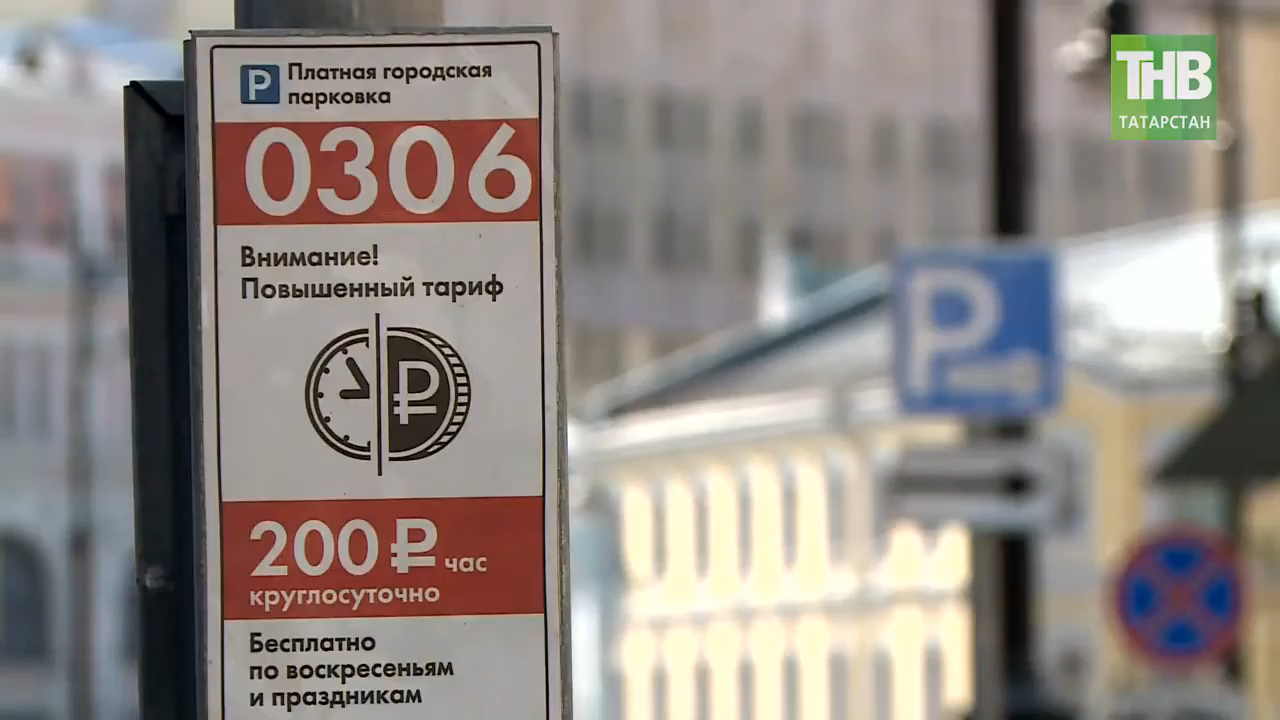 P Платная городская
парковка
0306
Внимание!
Повышенный тариф
₽
200 ₽ час
круглосуточно
Бесплатно
по воскресеньям
и праздникам
P
ТНВ
ТАТАРСТАН